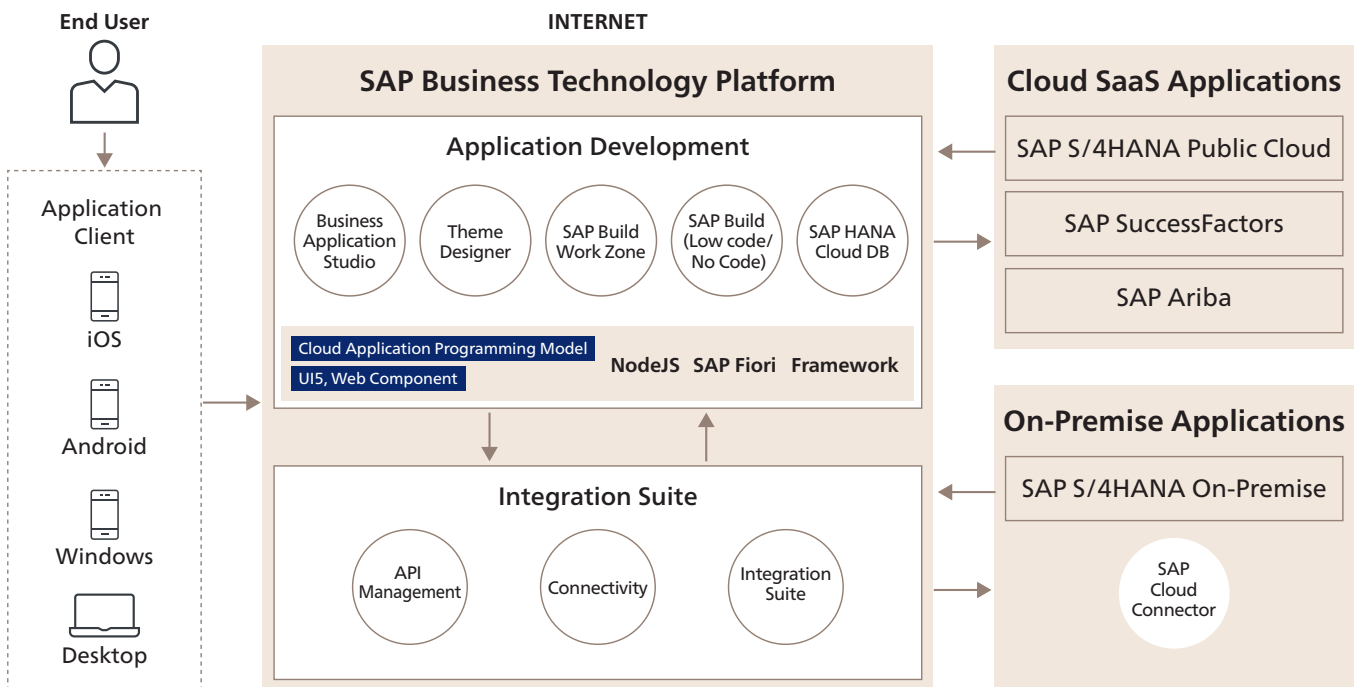 End User
Application
Client
iOS
Android
Windows
Desktop
INTERNET
SAP Business Technology Platform
Application Development
Business
Application
Studio
Theme
Designer
SAP Build
Work Zone
SAP Build
(Low code/
No Code)
SAP HANA
Cloud DB
Cloud Application Programming Model
UI5, Web Component
NodeJS SAP Fiori Framework
Integration Suite
API
Management
Connectivity
Integration
Suite
Cloud SaaS Applications
SAP S/4HANA Public Cloud
SAP SuccessFactors
SAP Ariba
On-Premise Applications
SAP S/4HANA On-Premise
SAP
Cloud
Connector